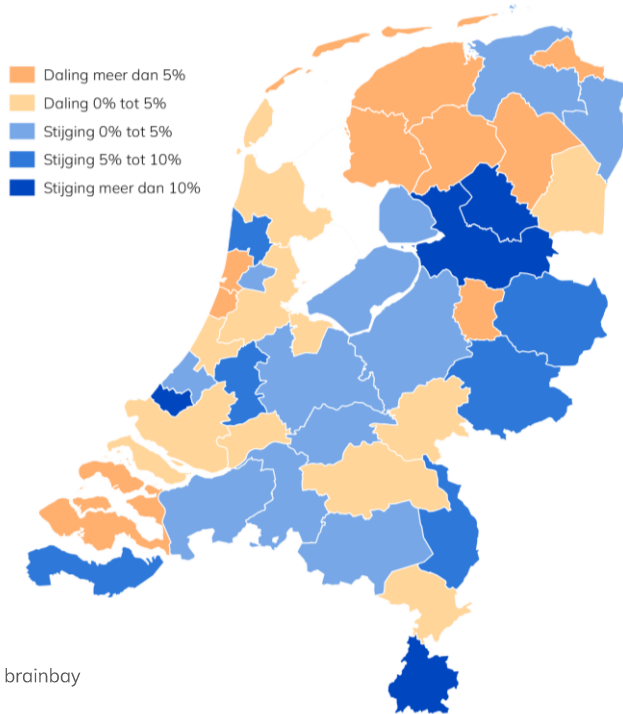 Daling meer dan 5%
Daling 0% tot 5%
Stijging 0% tot 5%
Stijging 5% tot 10%
Stijging meer dan 10%
brainbay